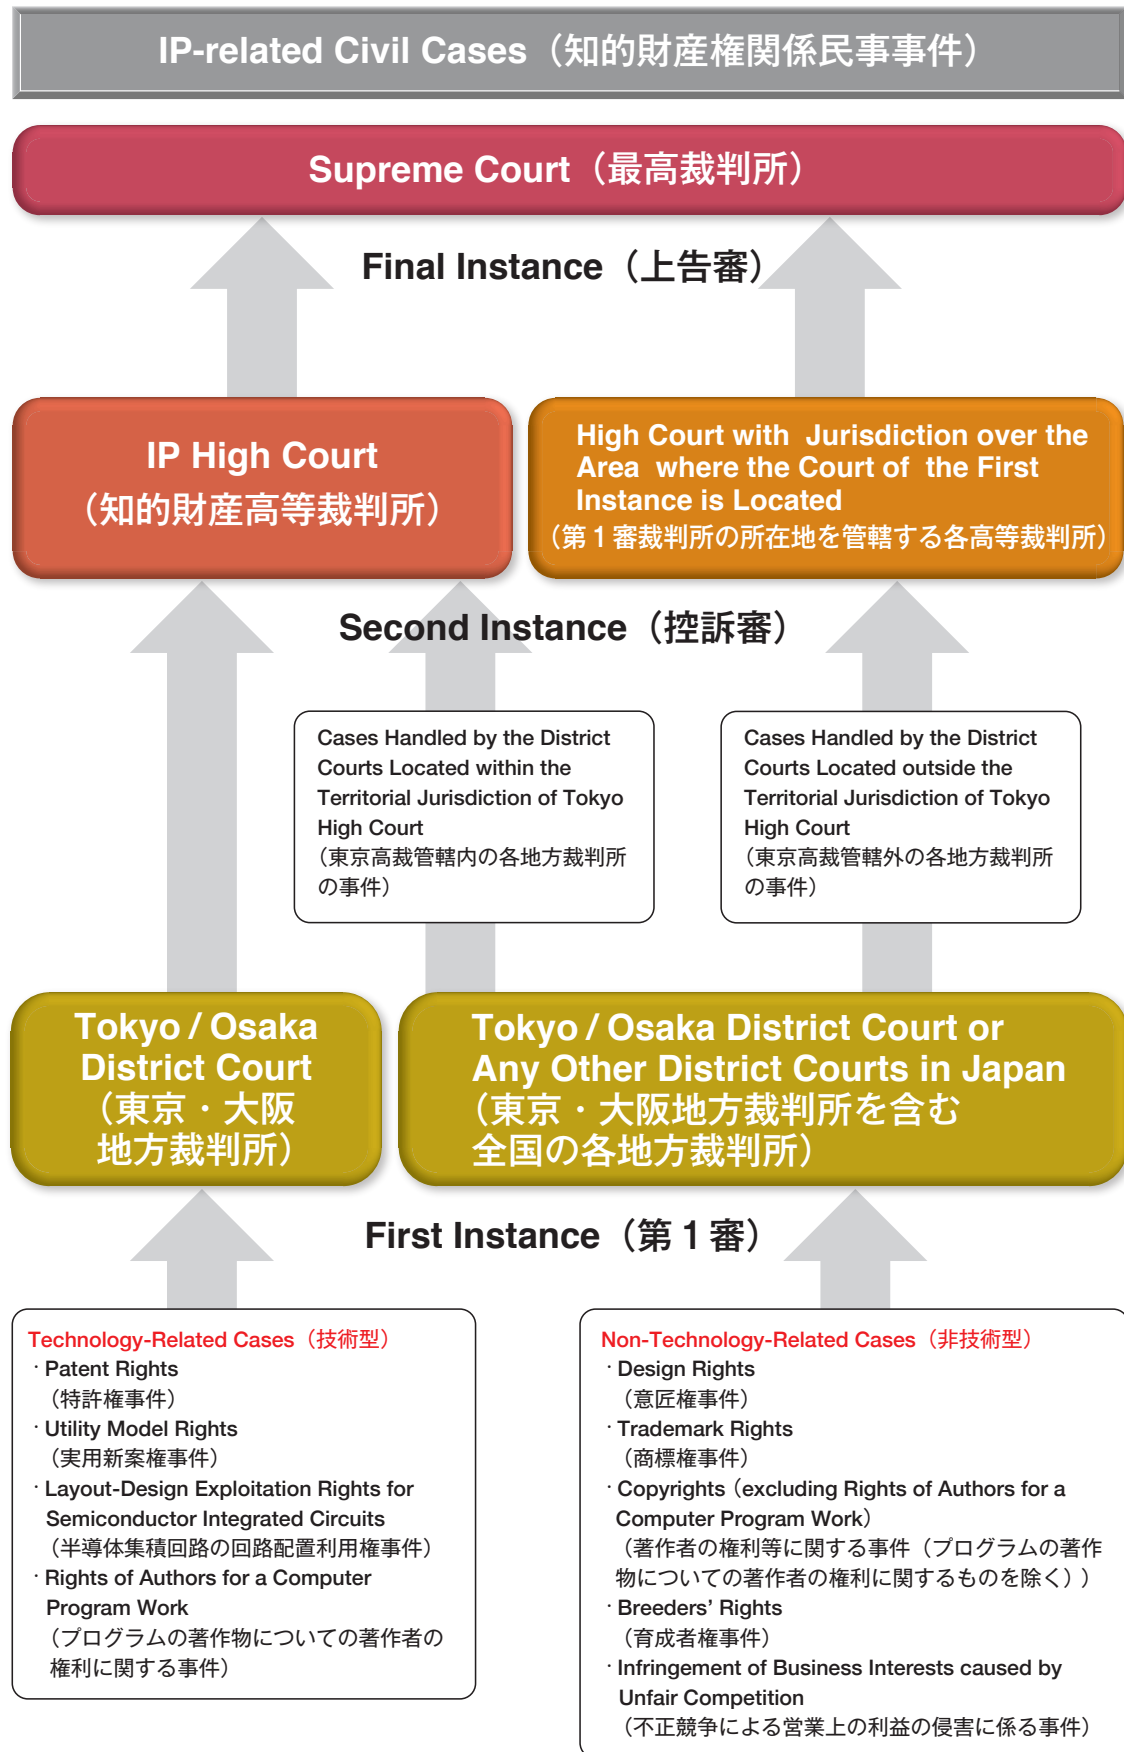 IP-related Civil Cases（知的財産権関係民事事件）
Supreme Court（最高裁判所）
Final Instance（上告審）
IP High Court
（知的財産高等裁判所）
High Court with Jurisdiction over the
Area where the Court of the First
Instance is Located
（第１審裁判所の所在地を管轄する各高等裁判所）
Second Instance（控訴審）
Cases Handled by the District
Courts Located within the
Territorial Jurisdiction of Tokyo
High Court
（東京高裁管轄内の各地方裁判所
の事件）
Cases Handled by the District
Courts Located outside the
Territorial Jurisdiction of Tokyo
High Court
（東京高裁管轄外の各地方裁判所
の事件）
Tokyo / Osaka
District Court
（東京・大阪
地方裁判所）
Tokyo / Osaka District Court or
Any Other District Courts in Japan
（東京・大阪地方裁判所を含む
全国の各地方裁判所）
First Instance（第１審）
Technology-Related Cases（技術型）
・Patent Rights
（特許権事件）
・Utility Model Rights
（実用新案権事件）
・Layout-Design Exploitation Rights for
Semiconductor Integrated Circuits
（半導体集積回路の回路配置利用権事件）
・Rights of Authors for a Computer
Program Work
（プログラムの著作物についての著作者の
権利に関する事件）
Non-Technology-Related Cases（非技術型）
・Design Rights
（意匠権事件）
・Trademark Rights
（商標権事件）
・Copyrights（excluding Rights of Authors for a
Computer Program Work）
（著作者の権利等に関する事件（プログラムの著作
物についての著作者の権利に関するものを除く））
・Breeders’ Rights
（育成者権事件）
・Infringement of Business Interests caused by
Unfair Competition
（不正競争による営業上の利益の侵害に係る事件）